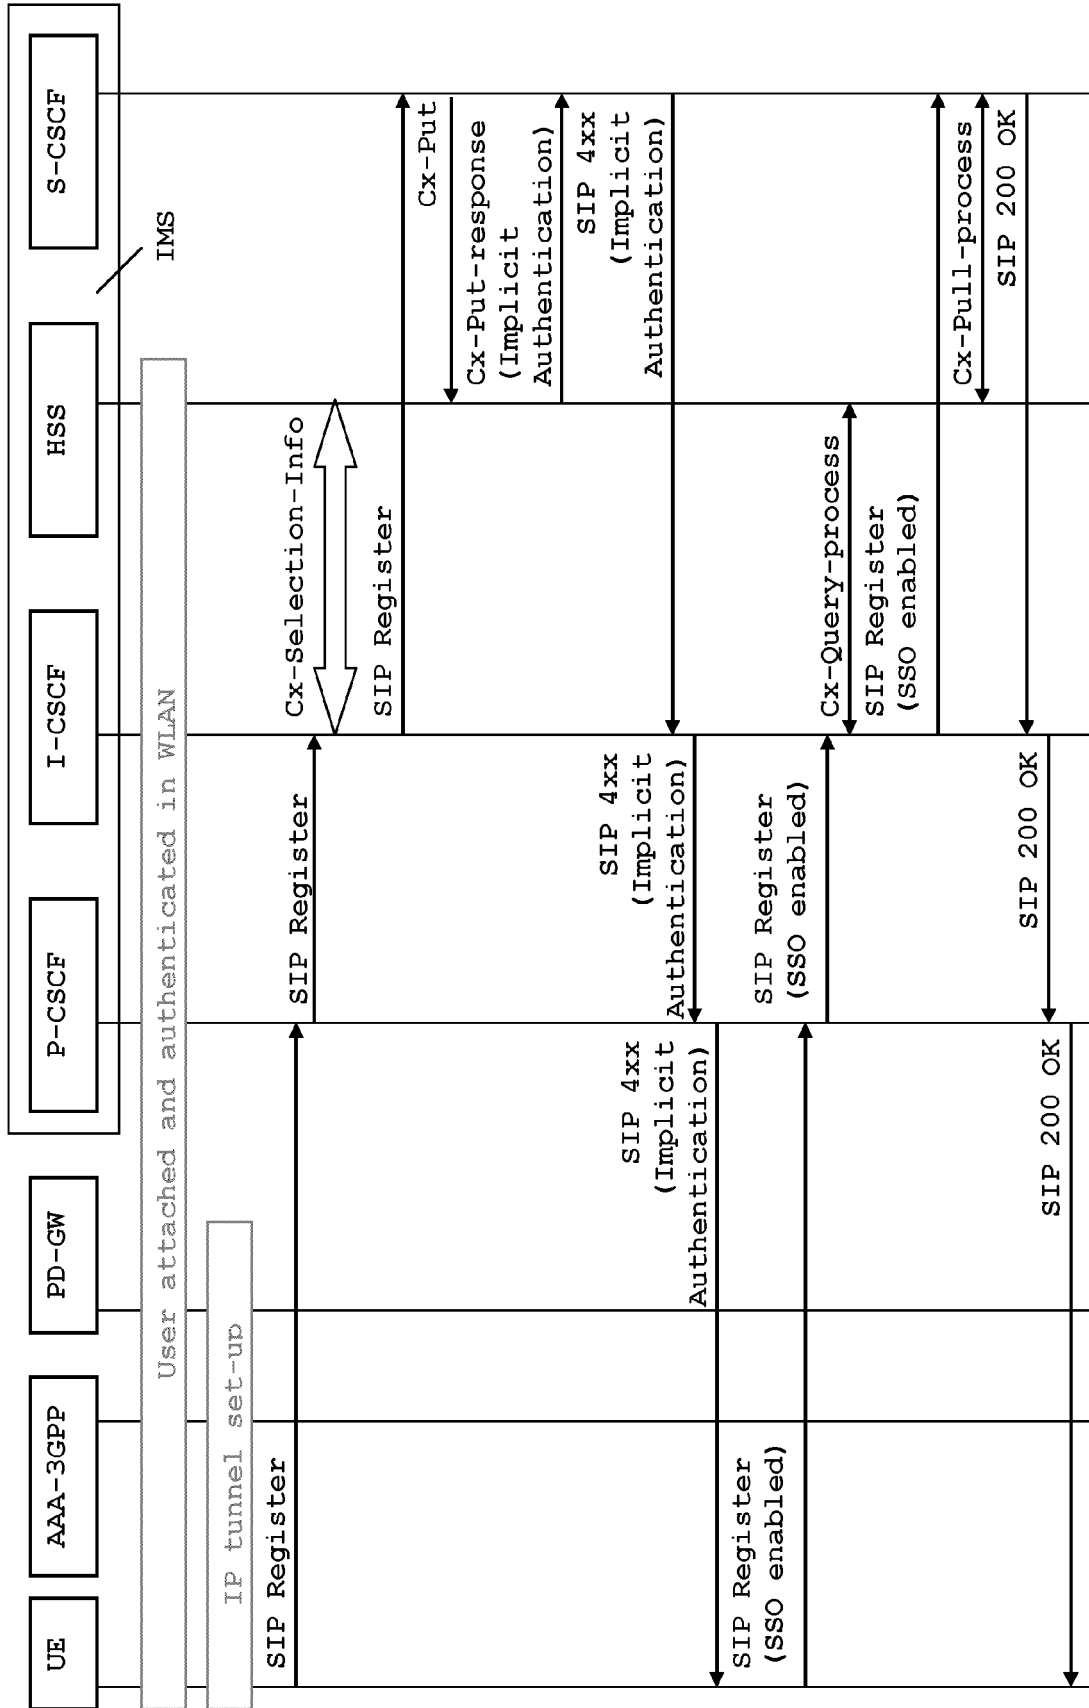 UE
AAA-3GPP
PD-GW
P-CSCF
I-CSCF
HSS
S-CSCF
IMS
User attached and authenticated in WLAN
IP tunnel set-up
SIP Register
SIP Register
Cx-Selection-Info
SIP Register
Cx-Put
Cx-Put-response
(Implicit
Authentication)
SIP 4xx
(Implicit
Authentication)
SIP 4xx
(Implicit
Authentication)
SIP 4xx
(Implicit
Authentication)
SIP Register
(SSO enabled)
SIP Register
(SSO enabled)
Cx-Query-process
SIP Register
(SSO enabled)
Cx-Pull-process
SIP 200 OK
SIP 200 OK
SIP 200 OK